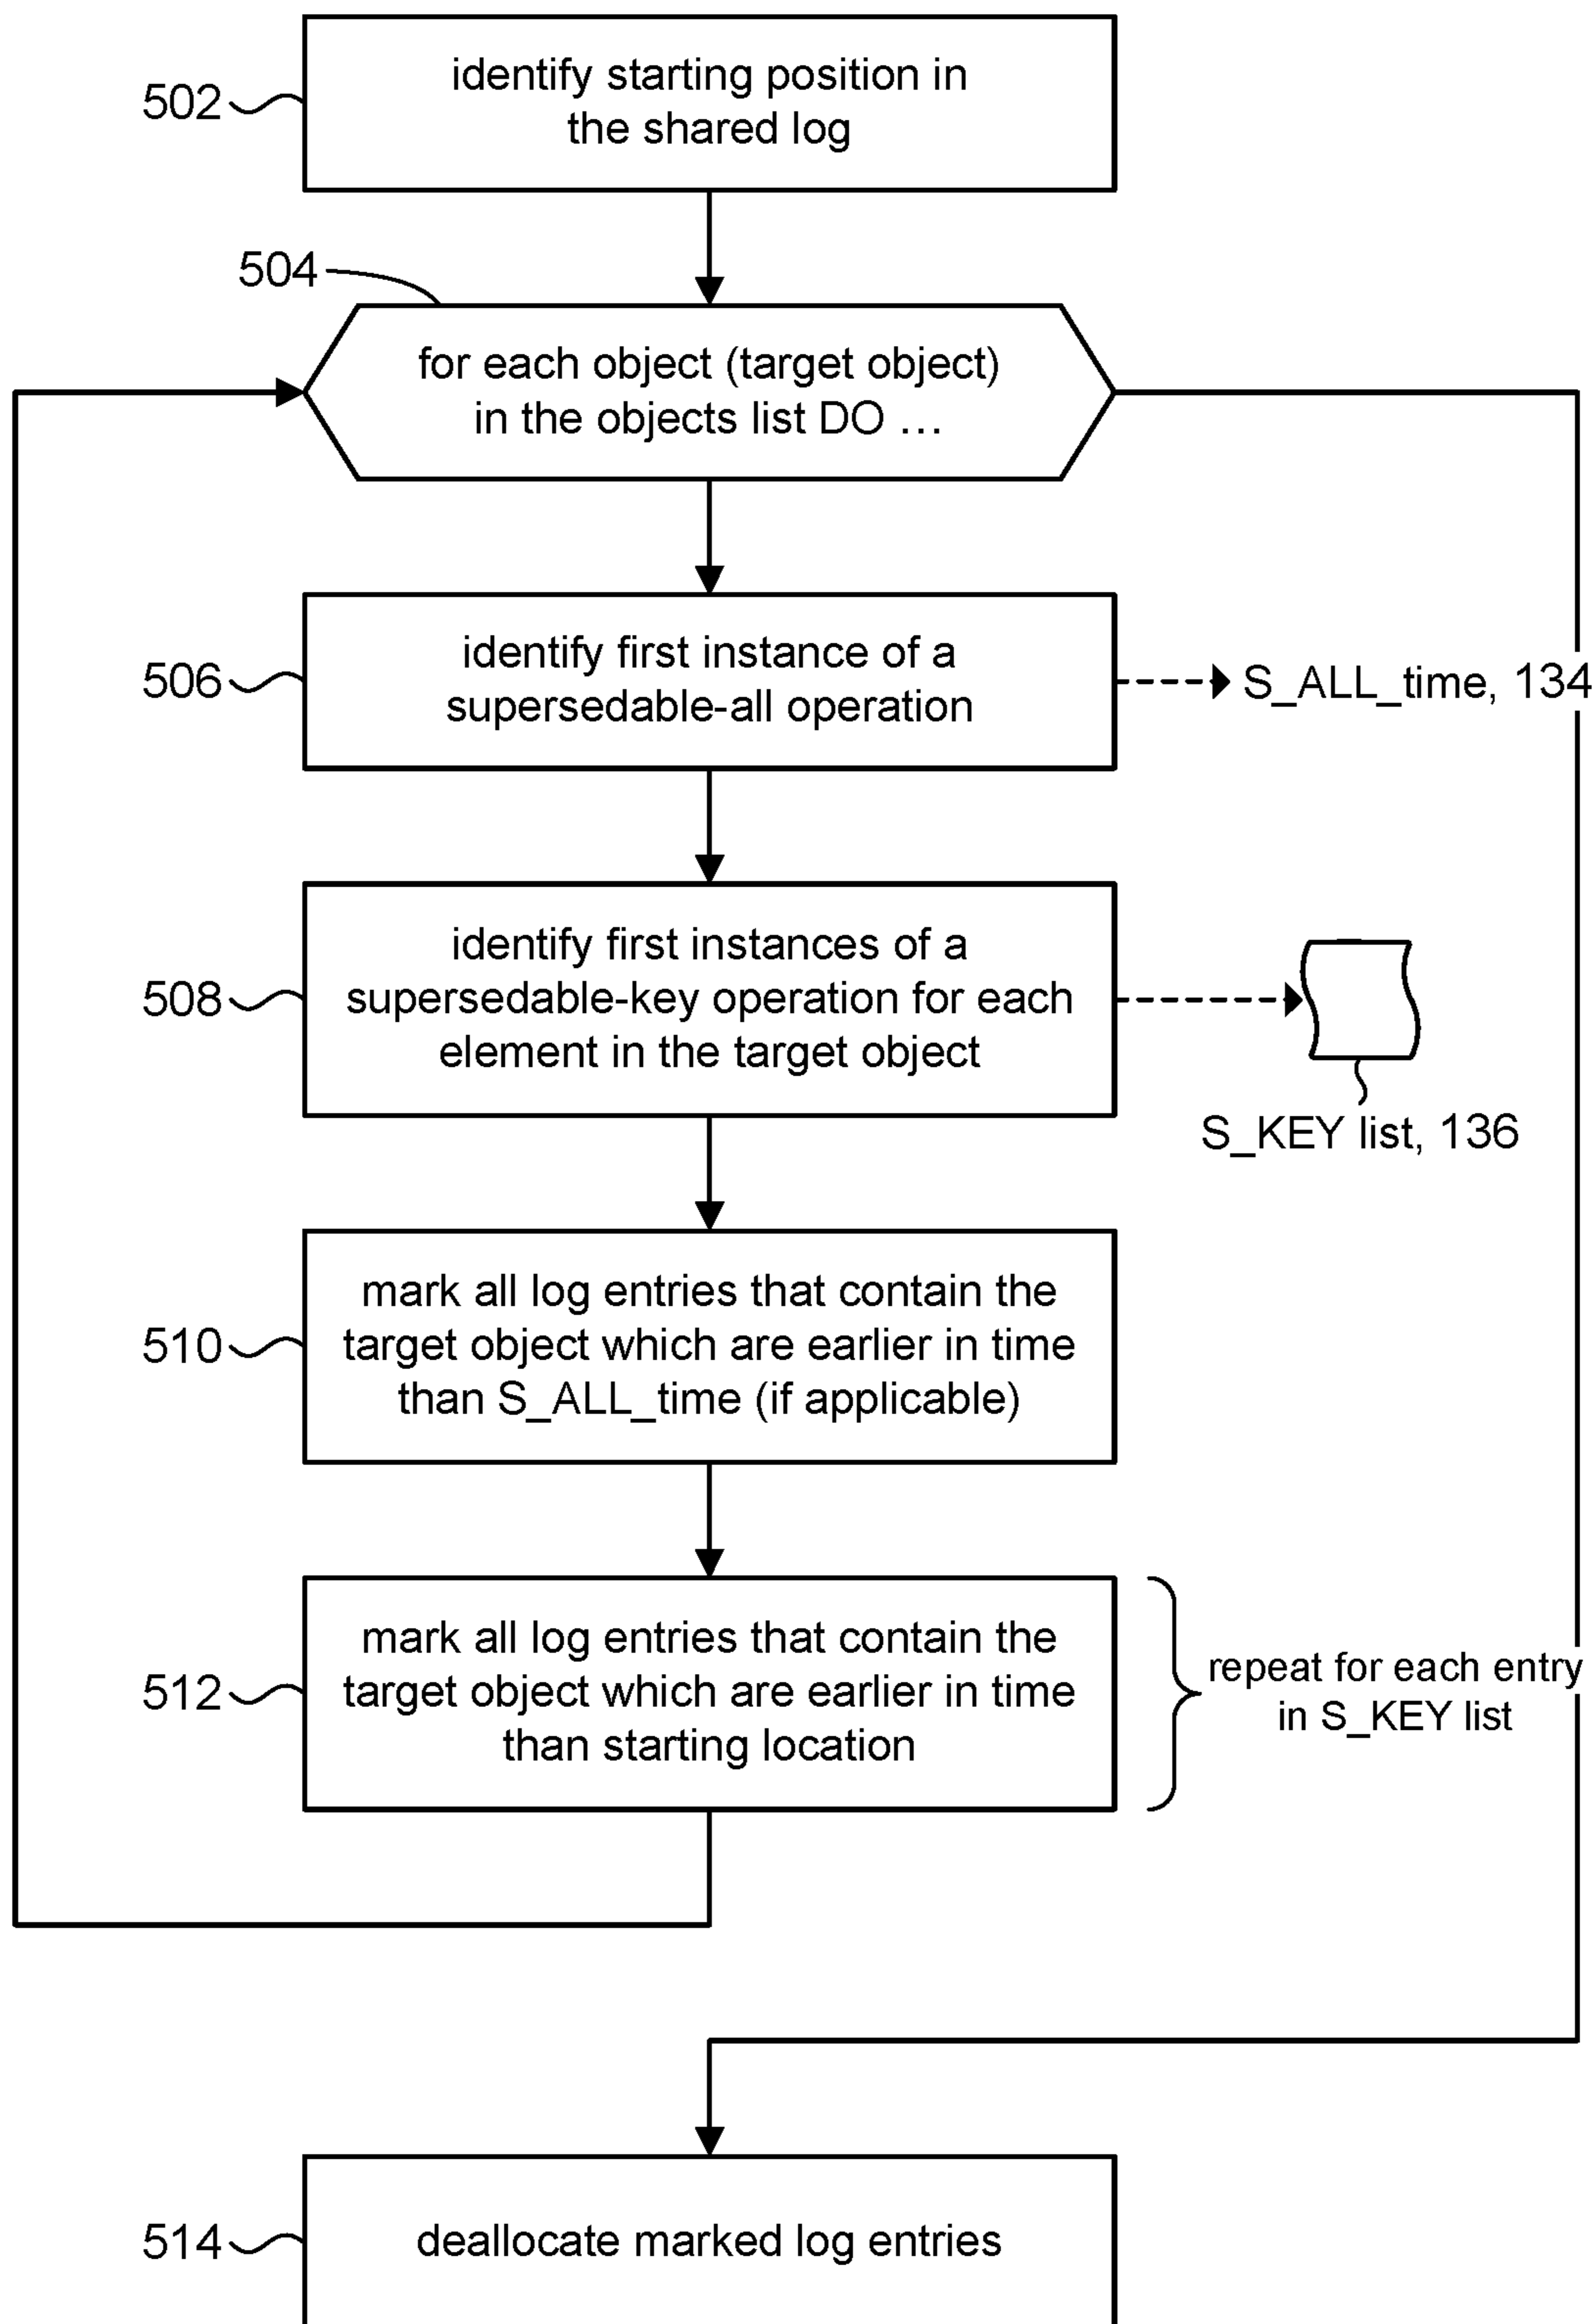 502
identify starting position in
the shared log
504
for each object (target object)
in the objects list DO ...
506
identify first instance of a
supersedable-all operation
S_ALL_time, 134
508
identify first instances of a
supersedable-key operation for each
element in the target object
S_KEY list, 136
510
mark all log entries that contain the
target object which are earlier in time
than S_ALL_time (if applicable)
512
mark all log entries that contain the
target object which are earlier in time
than starting location
repeat for each entry
in S_KEY list
514
deallocate marked log entries